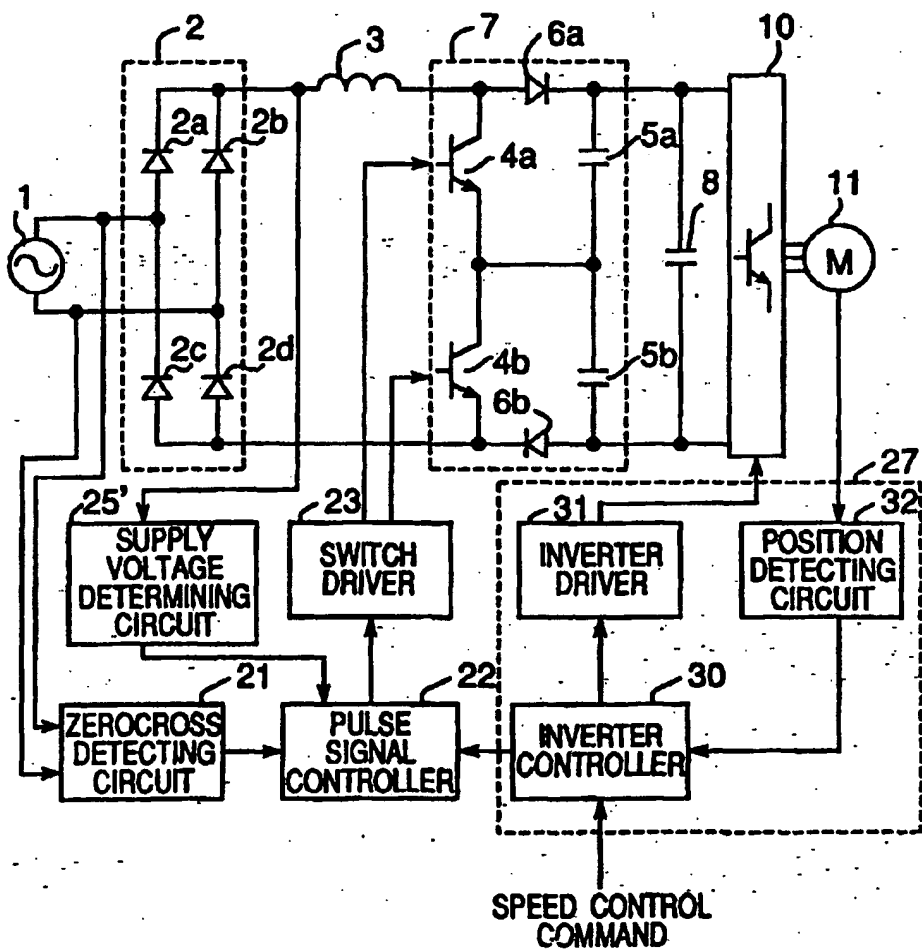 2
3
7
6a
10
2a
2b
4a
5a
8
11
1
M
2c
2d
4b
5b
6b
27
25'
23
31
32
SUPPLY
VOLTAGE
DETERMINING
CIRCUIT
SWITCH
DRIVER
INVERTER
DRIVER
POSITION
DETECTING
CIRCUIT
21
22
30
ZEROCROSS
DETECTING
CIRCUIT
PULSE
SIGNAL
CONTROLLER
INVERTER
CONTROLLER
SPEED CONTROL
COMMAND